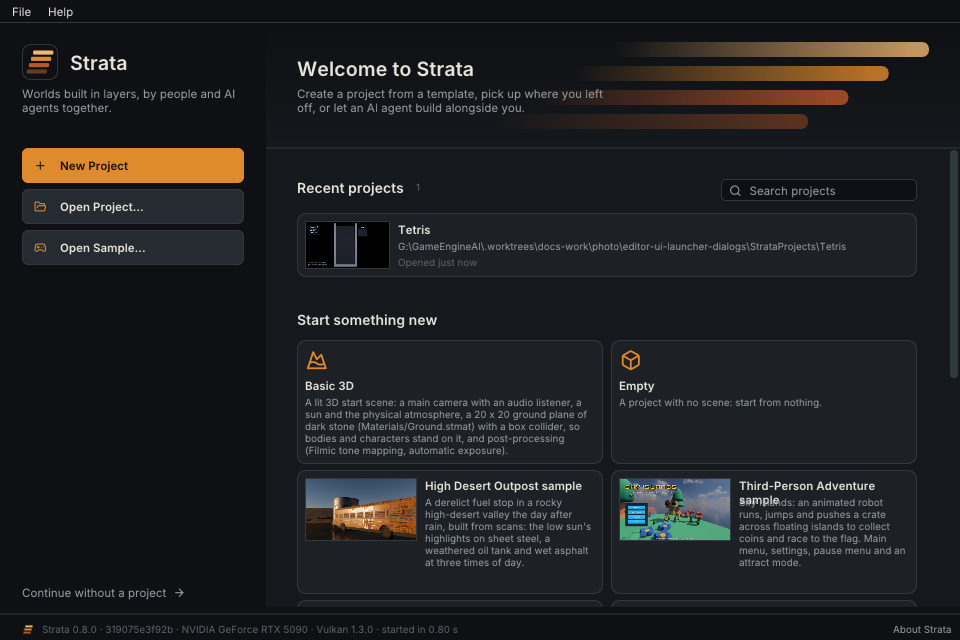 File Help
Strata
Worlds built in layers, by people and AI
agents together.
+ New Project
Open Project...
Open Sample...
Continue without a project →
Welcome to Strata
Create a project from a template, pick up where you left
off, or let an AI agent build alongside you.
Recent projects 1
Search projects
Tetris
G:\GameEngineAI\.worktrees\docs-work\photo\editor-ui-launcher-dialogs\StrataProjects\Tetris
Opened just now
Start something new
Basic 3D
A lit 3D start scene: a main camera with an audio listener, a
sun and the physical atmosphere, a 20 x 20 ground plane of
dark stone (Materials/Ground.stmat) with a box collider, so
bodies and characters stand on it, and post-processing
(Filmic tone mapping, automatic exposure).
Empty
A project with no scene: start from nothing.
High Desert Outpost sample
A derelict fuel stop in a rocky
high-desert valley the day after
rain, built from scans: the low sun's
highlights on sheet steel, a
weathered oil tank and wet asphalt
at three times of day.
Third-Person Adventure
sample
Islands: an animated robot
runs, jumps and pushes a crate
across floating islands to collect
coins and race to the flag. Main
menu, settings, pause menu and an
attract mode.
Strata 0.8.0 · 319075e3f92b · NVIDIA GeForce RTX 5090 · Vulkan 1.3.0 · started in 0.80 s
About Strata